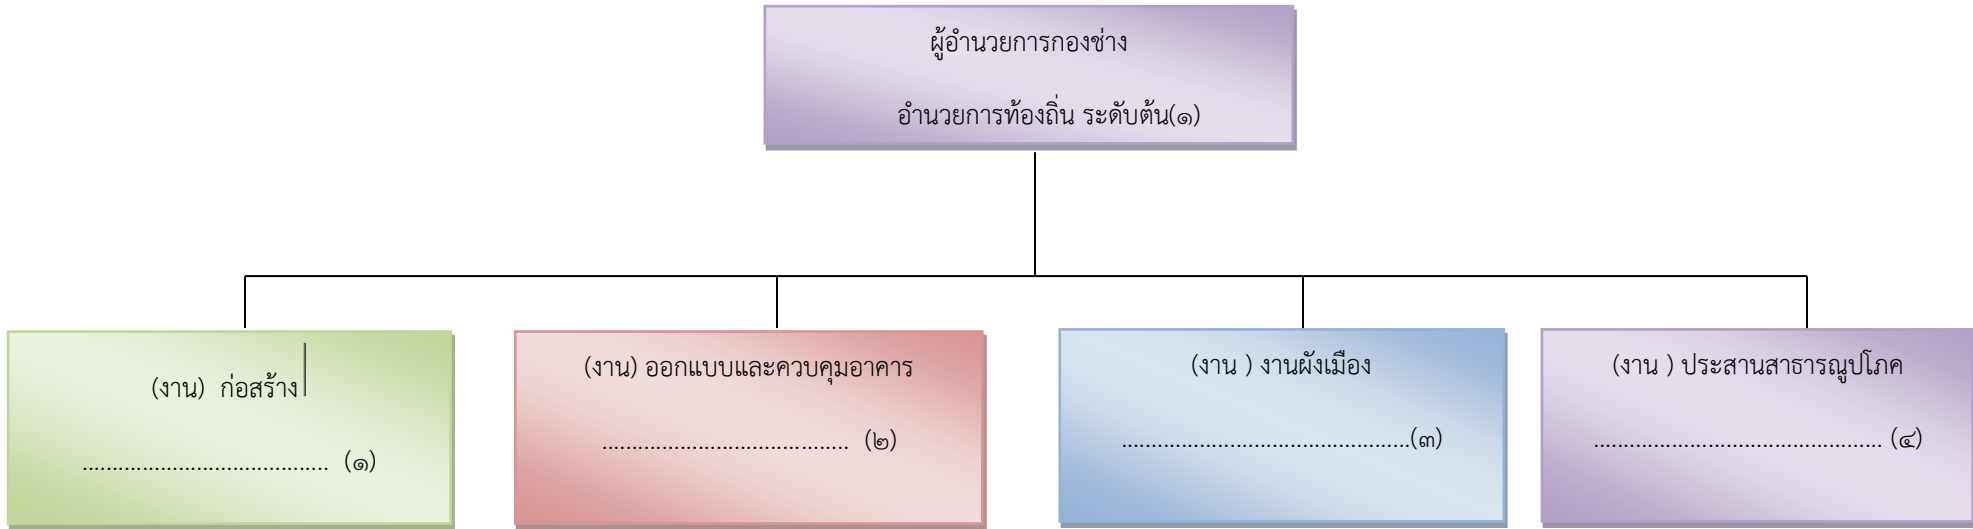 ผู้อำนวยการกองช่าง
อำนวยการท้องถิ่น ระดับต้น(๑)
(งาน) ก่อสร้าง
......................................... (๑)
(งาน) ออกแบบและควบคุมอาคาร
......................................... (๒)
(งาน ) งานผังเมือง
................................................(๓)
(งาน ) ประสานสาธารณูปโภค
................................................ (๔)